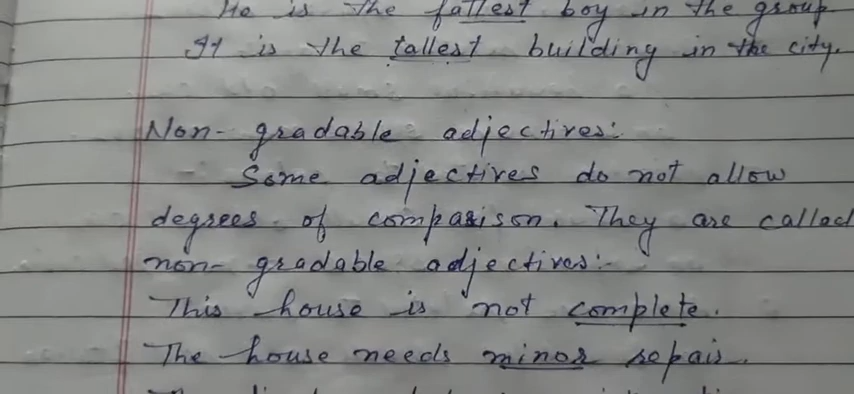 He is the fattest boy in the group
It is the tallest building in the city.
Non-gradable adjectives:
Some adjectives do not allow
degrees of comparison. They are called
non-gradable adjectives:-
This house is not complete.
The house needs minor repair.